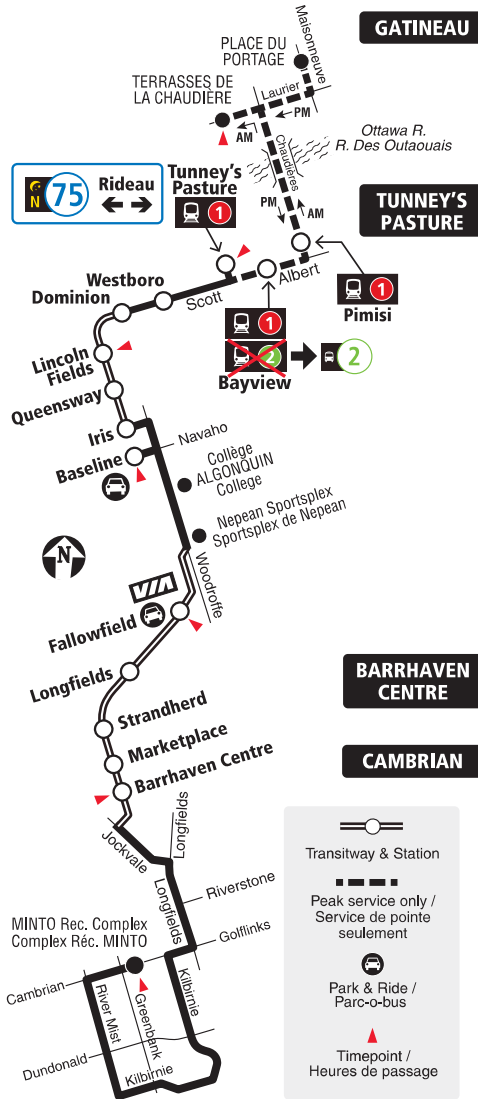 GATINEAU
PLACE DU
PORTAGE
Maisonneuve
TERRASSES DE
LA CHAUDIÈRE
Laurier
PM
AM
Chaudières
Ottawa R.
R. Des Outaouais
N
75
Rideau
Tunney's
Pasture
1
TUNNEY'S
PASTURE
PM
AM
Westboro
Dominion
Scott
Albert
1
Pimisi
1
2
2
Bayview
Lincoln
Fields
Queensway
Iris
Baseline
Navaho
Collège
ALGONQUIN
College
Nepean Sportsplex
Sportsplex de Nepean
N
Woodroffe
VIA
Fallowfield
Longfields
BARRHAVEN
CENTRE
Strandherd
Marketplace
CAMBRIAN
Barrhaven Centre
Jockvale
Longfields
Longfields
Riverstone
Golflinks
MINTO Rec. Complex
Complexe Réc. MINTO
Cambrian
River Mist
Greenbank
Kilbirnie
Dundonald
Kilbirnie
Transitway & Station
Peak service only /
Service de pointe
seulement
Park & Ride /
Parc-o-bus
Timepoint /
Heures de passage